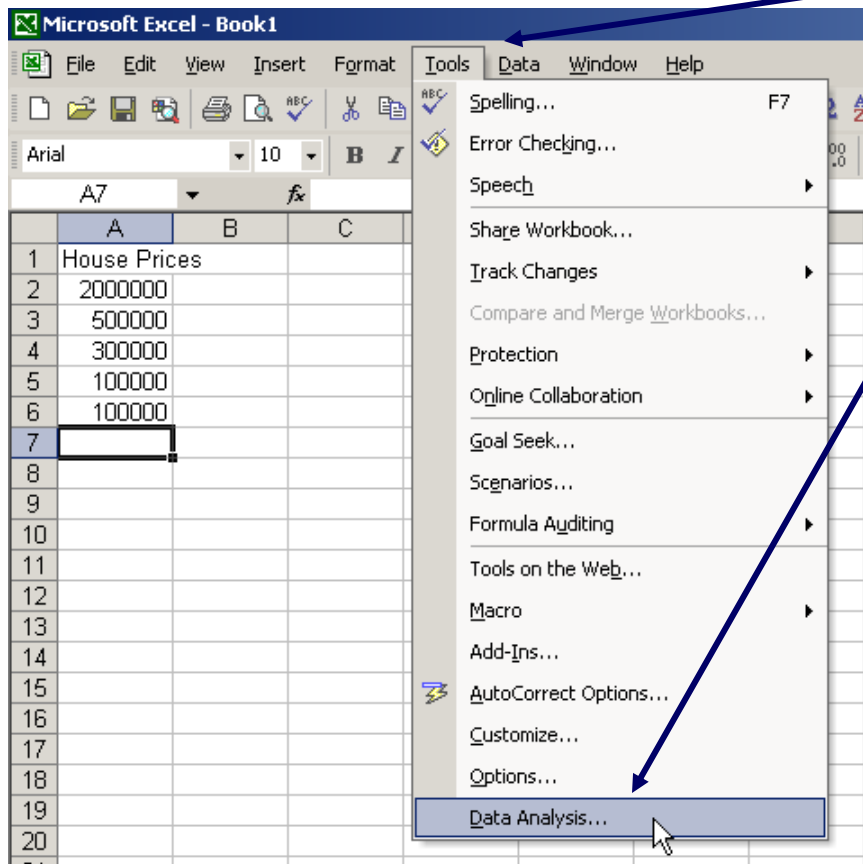 Microsoft Excel - Book1
File Edit View Insert Format Tools Data Window Help
ABC ABC
Arial 10 B I
A7 fx
A B C
1 House Prices
2 2000000
3 500000
4 300000
5 100000
6 100000
7
8
9
10
11
12
13
14
15
16
17
18
19
20
Spelling... F7
Error Checking...
Speech
Share Workbook...
Track Changes
Compare and Merge Workbooks...
Protection
Online Collaboration
Goal Seek...
Scenarios...
Formula Auditing
Tools on the Web...
Macro
Add-Ins...
AutoCorrect Options...
Customize...
Options...
Data Analysis...